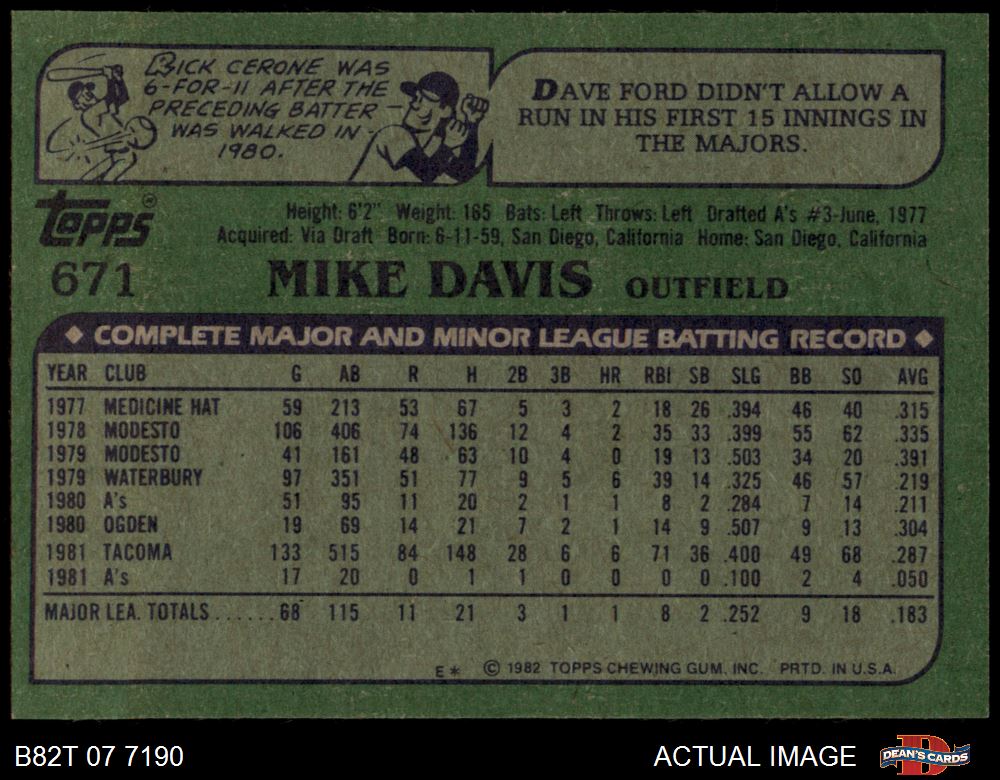 RICK CERONE WAS
6-FOR-11 AFTER THE
PRECEDING BATTER
WAS WALKED IN
1980.
DAVE FORD DIDN'T ALLOW A
RUN IN HIS FIRST 15 INNINGS IN
THE MAJORS.
Topps®
Height: 6'2" Weight: 165 Bats: Left Throws: Left Drafted A's #3-June, 1977
Acquired: Via Draft Born: 6-11-59, San Diego, California Home: San Diego, California
671 MIKE DAVIS OUTFIELD
◆ COMPLETE MAJOR AND MINOR LEAGUE BATTING RECORD ◆
YEAR CLUB G AB R H 2B 3B HR RBI SB SLG BB SO AVG
1977 MEDICINE HAT 59 213 53 67 5 3 2 18 26 .394 46 40 .315
1978 MODESTO 106 406 74 136 12 4 2 35 33 .399 55 62 .335
1979 MODESTO 41 161 48 63 10 4 0 19 13 .503 34 20 .391
1979 WATERBURY 97 351 51 77 9 5 6 39 14 .325 46 57 .219
1980 A's 51 95 11 20 2 1 1 8 2 .284 7 14 .211
1980 OGDEN 19 69 14 21 7 2 1 14 9 .507 9 13 .304
1981 TACOMA 133 515 84 148 28 6 6 71 36 .400 49 68 .287
1981 A's 17 20 0 1 1 0 0 0 0 .100 2 4 .050
MAJOR LEA. TOTALS......68 115 11 21 3 1 1 8 2 .252 9 18 .183
E* © 1982 TOPPS CHEWING GUM, INC. PRTD. IN U.S.A.
B82T 07 7190 ACTUAL IMAGE
D
DEAN'S CARDS